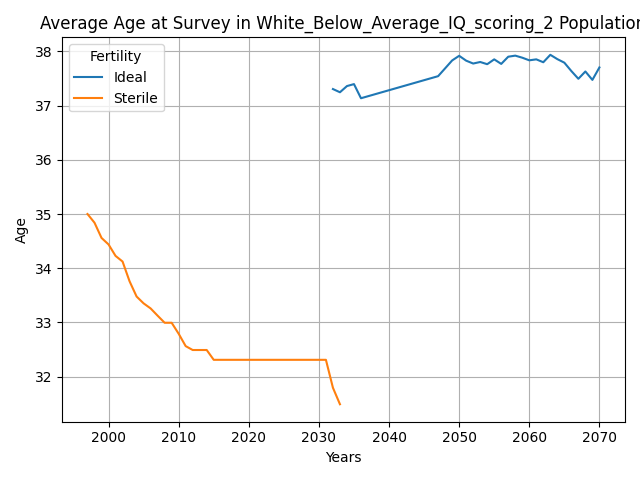 Average Age at Survey in White_Below_Average_IQ_scoring_2 Population
Fertility
Ideal
Sterile
38
37
36
35
34
33
32
Age
2000 2010 2020 2030 2040 2050 2060 2070
Years